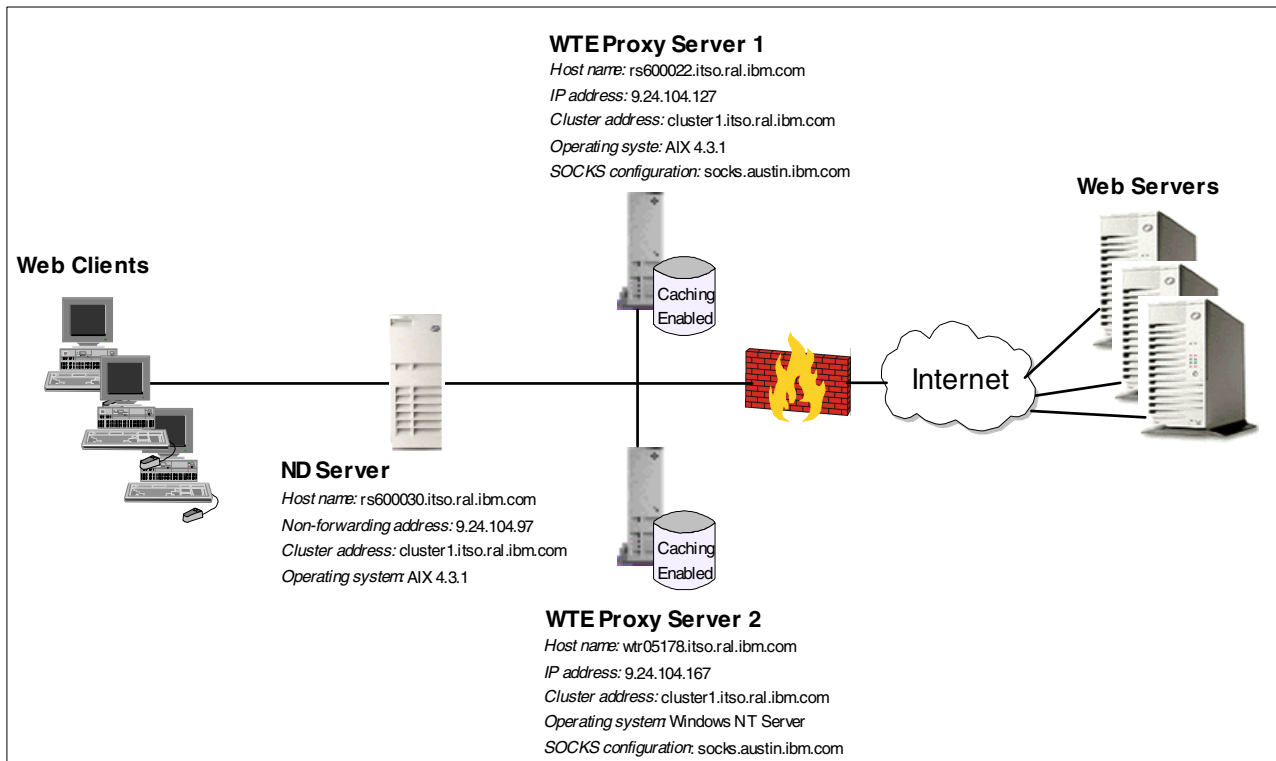 WTE Proxy Server 1
Host name: rs600022.itso.ral.ibm.com
IP address: 9.24.104.127
Cluster address: cluster1.itso.ral.ibm.com
Operating syste: AIX 4.3.1
SOCKS configuration: socks.austin.ibm.com
Web Servers
Web Clients
Caching
Enabled
Internet
ND Server
Host name: rs600030.itso.ral.ibm.com
Non-forwarding address: 9.24.104.97
Cluster address: cluster1.itso.ral.ibm.com
Operating system: AIX 4.3.1
Caching
Enabled
WTE Proxy Server 2
Host name: wtr05178.itso.ral.ibm.com
IP address: 9.24.104.167
Cluster address: cluster1.itso.ral.ibm.com
Operating system: Windows NT Server
SOCKS configuration: socks.austin.ibm.com